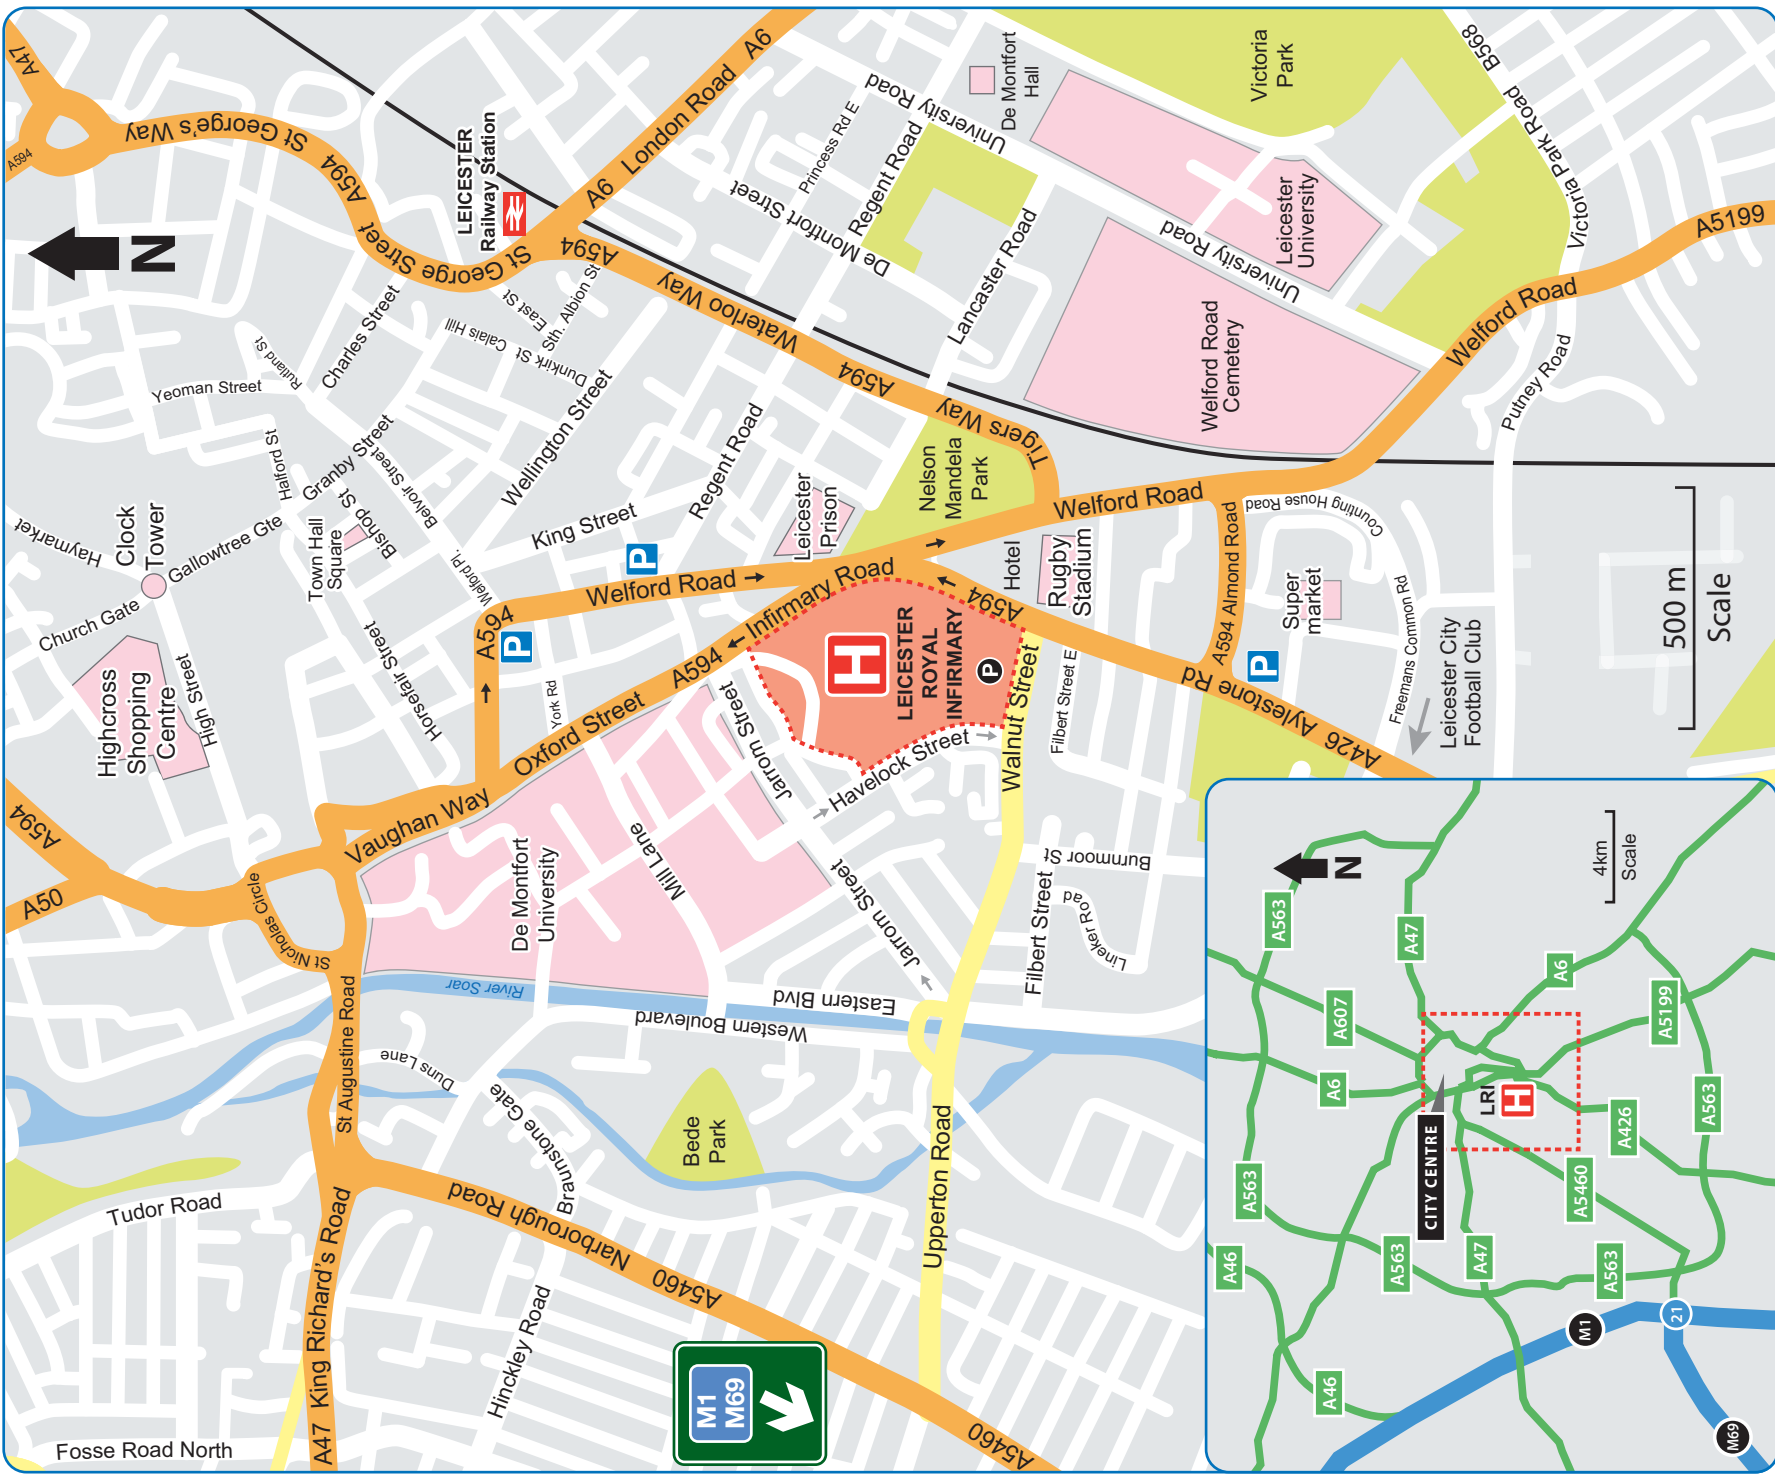 A47
A594
St George's Way
A594
St George Street
LEICESTER
Railway Station
A6
London Road
A6
A594
Waterloo Way
A594
Tigers Way
N
Charles Street
Rutland St
Yeoman Street
East St
Sth. Albion St
Calais Hill
Dunkirk St
Wellington Street
Halford St
Granby Street
Belvoir Street
Bishop St
Town Hall
Square
Welford Pl.
King Street
Regent Road
Haymarket
Clock
Tower
Gallowtree Gte
Church Gate
Highcross
Shopping
Centre
High Street
Horsefair Street
York Rd
A594
P
P
Welford Road
Leicester
Prison
Infirmary Road
A594
Oxford Street
Vaughan Way
A594
A50
St Nicholas Circle
St Augustine Road
De Montfort
University
Mill Lane
Jarrom Street
Jarrom Street
Jarrom Street
Havelock Street
H
LEICESTER
ROYAL
INFIRMARY
P
Walnut Street
A594
Hotel
Rugby
Stadium
Nelson
Mandela
Park
Welford Road
Princess Rd E
Regent Road
De Montfort Street
University Road
Lancaster Road
De Montfort
Hall
Victoria
Park
B568
Victoria Park Road
Leicester
University
University Road
Welford Road
Cemetery
Welford Road
A5199
Putney Road
Counting House Road
A594 Almond Road
Super
market
P
Freemans Common Rd
Leicester City
Football Club
500 m
Scale
Aylestone Rd
A426
Filbert Street E
Filbert Street
Burnmoor St
Lineker Road
River Soar
Eastern Blvd
Western Boulevard
Duns Lane
Braunstone Gate
Bede
Park
Upperton Road
Narborough Road
A5460
A5460
Tudor Road
King Richard's Road
A47
Hinckley Road
Fosse Road North
M1
M69
N
4km
Scale
A563
A47
A607
A6
A6
A5199
LRI
H
CITY CENTRE
A426
A563
A563
A5460
A46
A563
A47
A563
M1
21
A46
M69